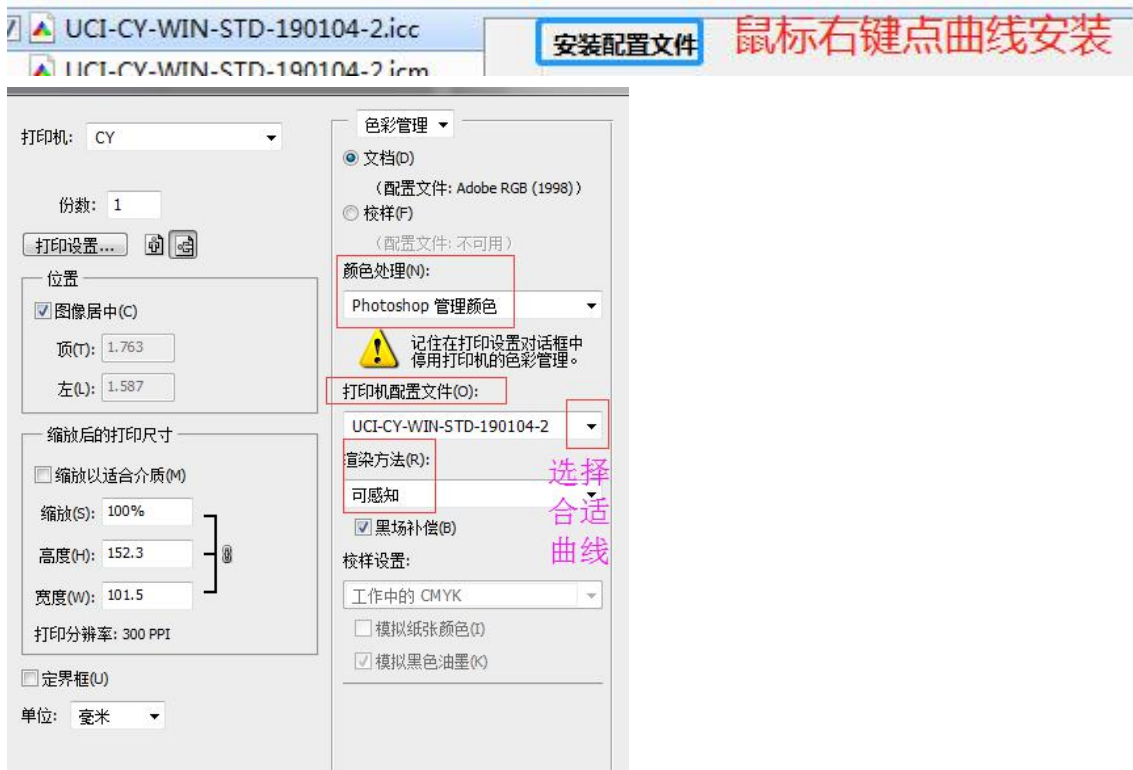 UCI-CY-WIN-STD-190104-2.icc
UCI-CY-WIN-STD-190104-2.icm
安装配置文件
鼠标右键点曲线安装
打印机: CY
份数: 1
打印设置...
位置
图像居中(C)
顶(T): 1.763
左(L): 1.587
缩放后的打印尺寸
缩放以适合介质(M)
缩放(S): 100%
高度(H): 152.3
宽度(W): 101.5
打印分辨率: 300 PPI
定界框(U)
单位: 毫米
色彩管理
文档(D)
(配置文件: Adobe RGB (1998))
校样(F)
(配置文件: 不可用)
颜色处理(N):
Photoshop 管理颜色
记住在打印设置对话框中
停用打印机的色彩管理。
打印机配置文件(O):
UCI-CY-WIN-STD-190104-2
渲染方法(R):
可感知
选择
合适
曲线
黑场补偿(B)
校样设置:
工作中的 CMYK
模拟纸张颜色(I)
模拟黑色油墨(K)